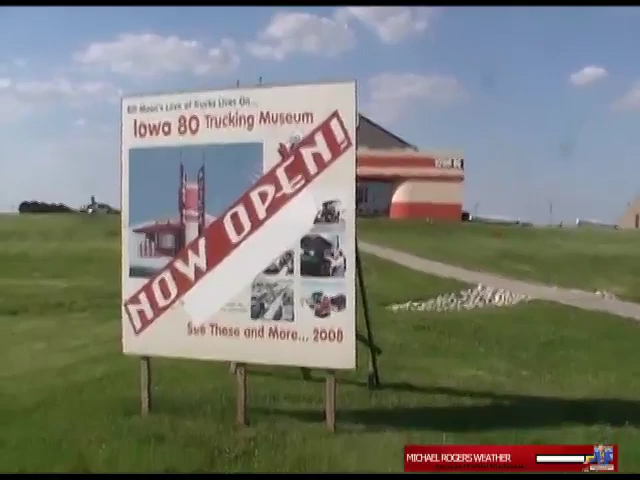 Bill Moon's Love of Trucks Lives On...
Iowa 80 Trucking Museum
NOW OPEN!
See These and More... 2008
MICHAEL ROGERS WEATHER